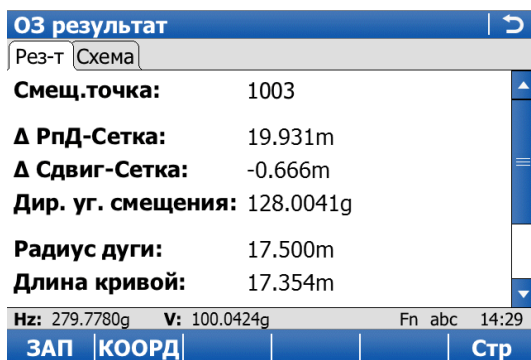 ОЗ результат
Рез-т Схема
Смещ.точка: 1003
Δ РпД-Сетка: 19.931m
Δ Сдвиг-Сетка: -0.666m
Дир. уг. смещения: 128.0041g
Радиус дуги: 17.500m
Длина кривой: 17.354m
Hz: 279.7780g V: 100.0424g Fn abc 14:29
ЗАП КООРД Стр